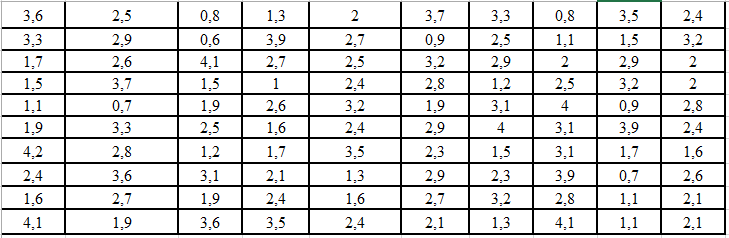 3,6 2,5 0,8 1,3 2 3,7 3,3 0,8 3,5 2,4
3,3 2,9 0,6 3,9 2,7 0,9 2,5 1,1 1,5 3,2
1,7 2,6 4,1 2,7 2,5 3,2 2,9 2 2,9 2
1,5 3,7 1,5 1 2,4 2,8 1,2 2,5 3,2 2
1,1 0,7 1,9 2,6 3,2 1,9 3,1 4 0,9 2,8
1,9 3,3 2,5 1,6 2,4 2,9 4 3,1 3,9 2,4
4,2 2,8 1,2 1,7 3,5 2,3 1,5 3,1 1,7 1,6
2,4 3,6 3,1 2,1 1,3 2,9 2,3 3,9 0,7 2,6
1,6 2,7 1,9 2,4 1,6 2,7 3,2 2,8 1,1 2,1
4,1 1,9 3,6 3,5 2,4 2,1 1,3 4,1 1,1 2,1